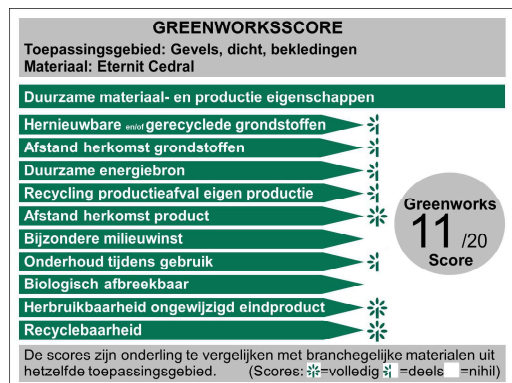 GREENWORKSSCORE
Toepassingsgebied: Gevels, dicht, bekledingen
Materiaal: Eternit Cedral
Duurzame materiaal- en productie eigenschappen
Hernieuwbare en/of gerecyclede grondstoffen
Afstand herkomst grondstoffen
Duurzame energiebron
Recycling productieafval eigen productie
Afstand herkomst product
Bijzondere milieuwinst
Onderhoud tijdens gebruik
Biologisch afbreekbaar
Herbruikbaarheid ongewijzigd eindproduct
Recyclebaarheid
Greenworks
11 /20
Score
De scores zijn onderling te vergelijken met branchegelijke materialen uit
hetzelfde toepassingsgebied. (Scores: =volledig =deels =nihil)